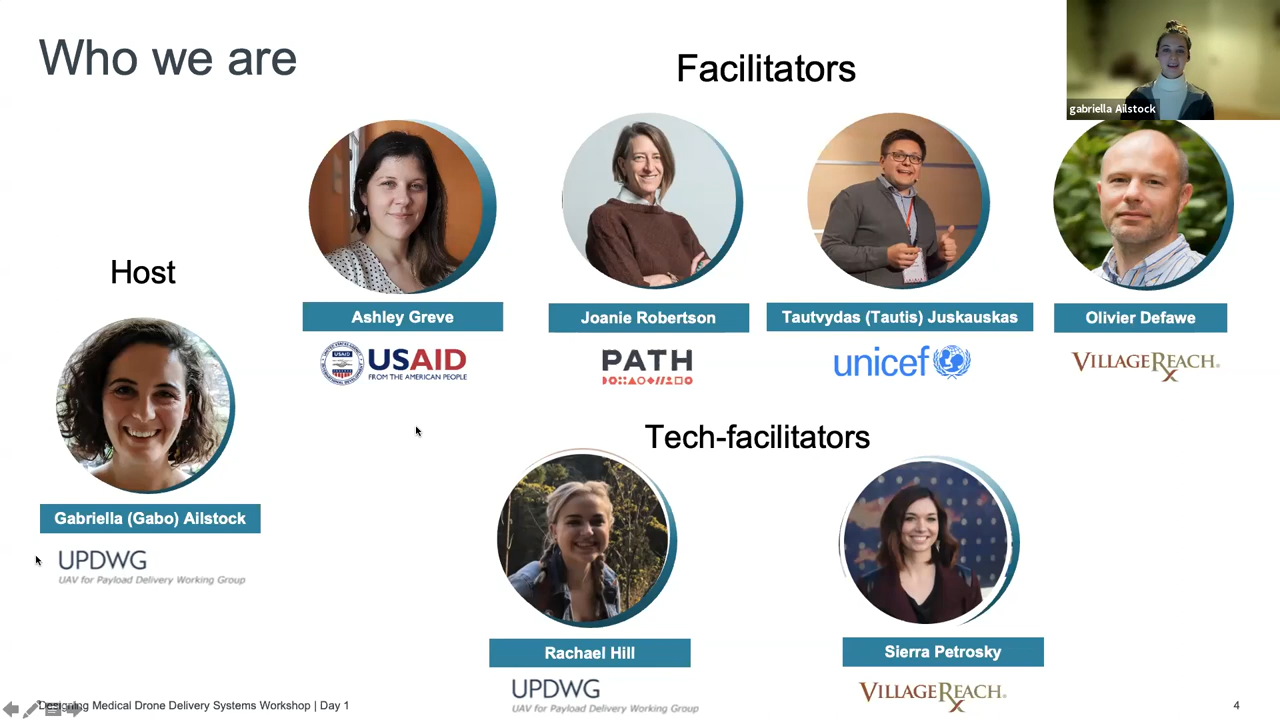 Who we are
Facilitators
gabriella Ailstock
Host
Ashley Greve
Joanie Robertson
Tautvydas (Tautis) Juskauskas
Olivier Defawe
USAID
USAID
FROM THE AMERICAN PEOPLE
PATH
unicef
VILLAGEREACH
Tech-facilitators
Gabriella (Gabo) Ailstock
UPDWG
UAV for Payload Delivery Working Group
Rachael Hill
Sierra Petrosky
UPDWG
UAV for Payload Delivery Working Group
VILLAGEREACH
Designing Medical Drone Delivery Systems Workshop | Day 1
4